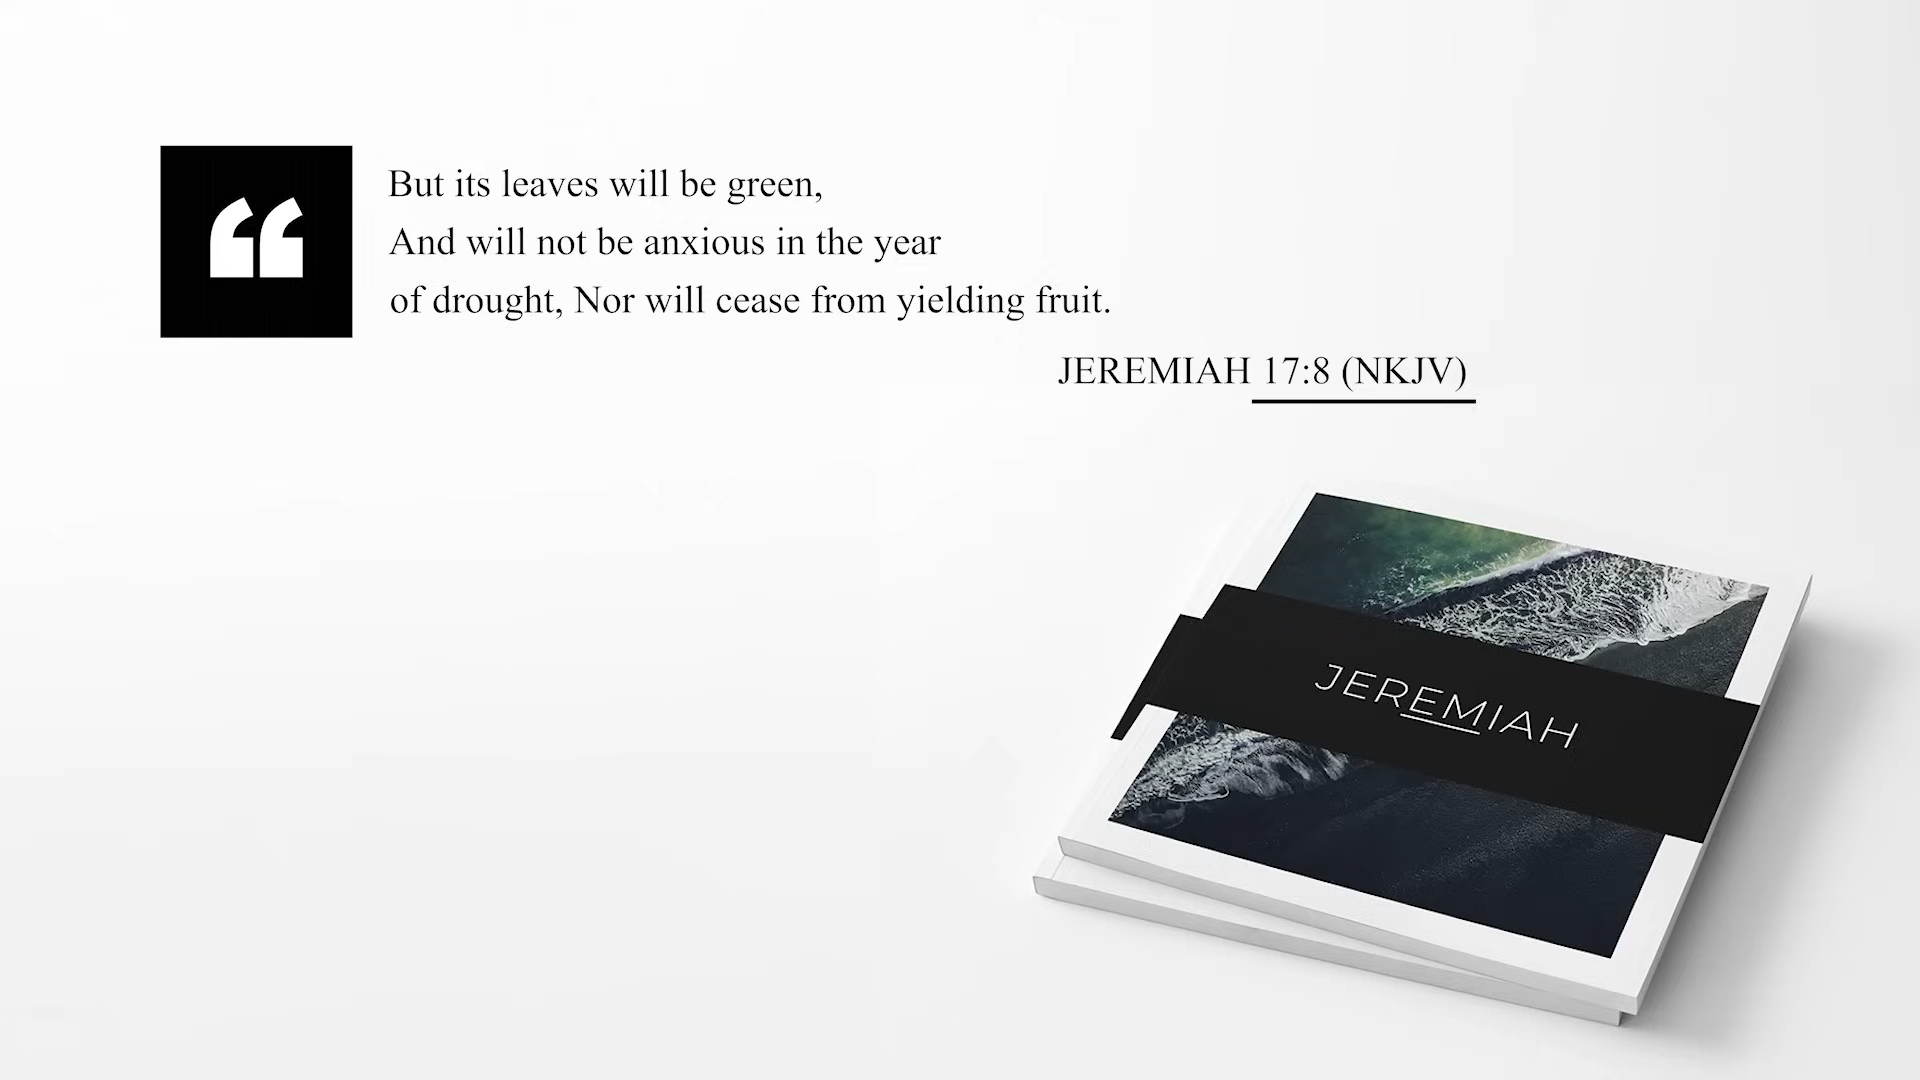 “
But its leaves will be green,
And will not be anxious in the year
of drought, Nor will cease from yielding fruit.
JEREMIAH 17:8 (NKJV)
JEREMIAH